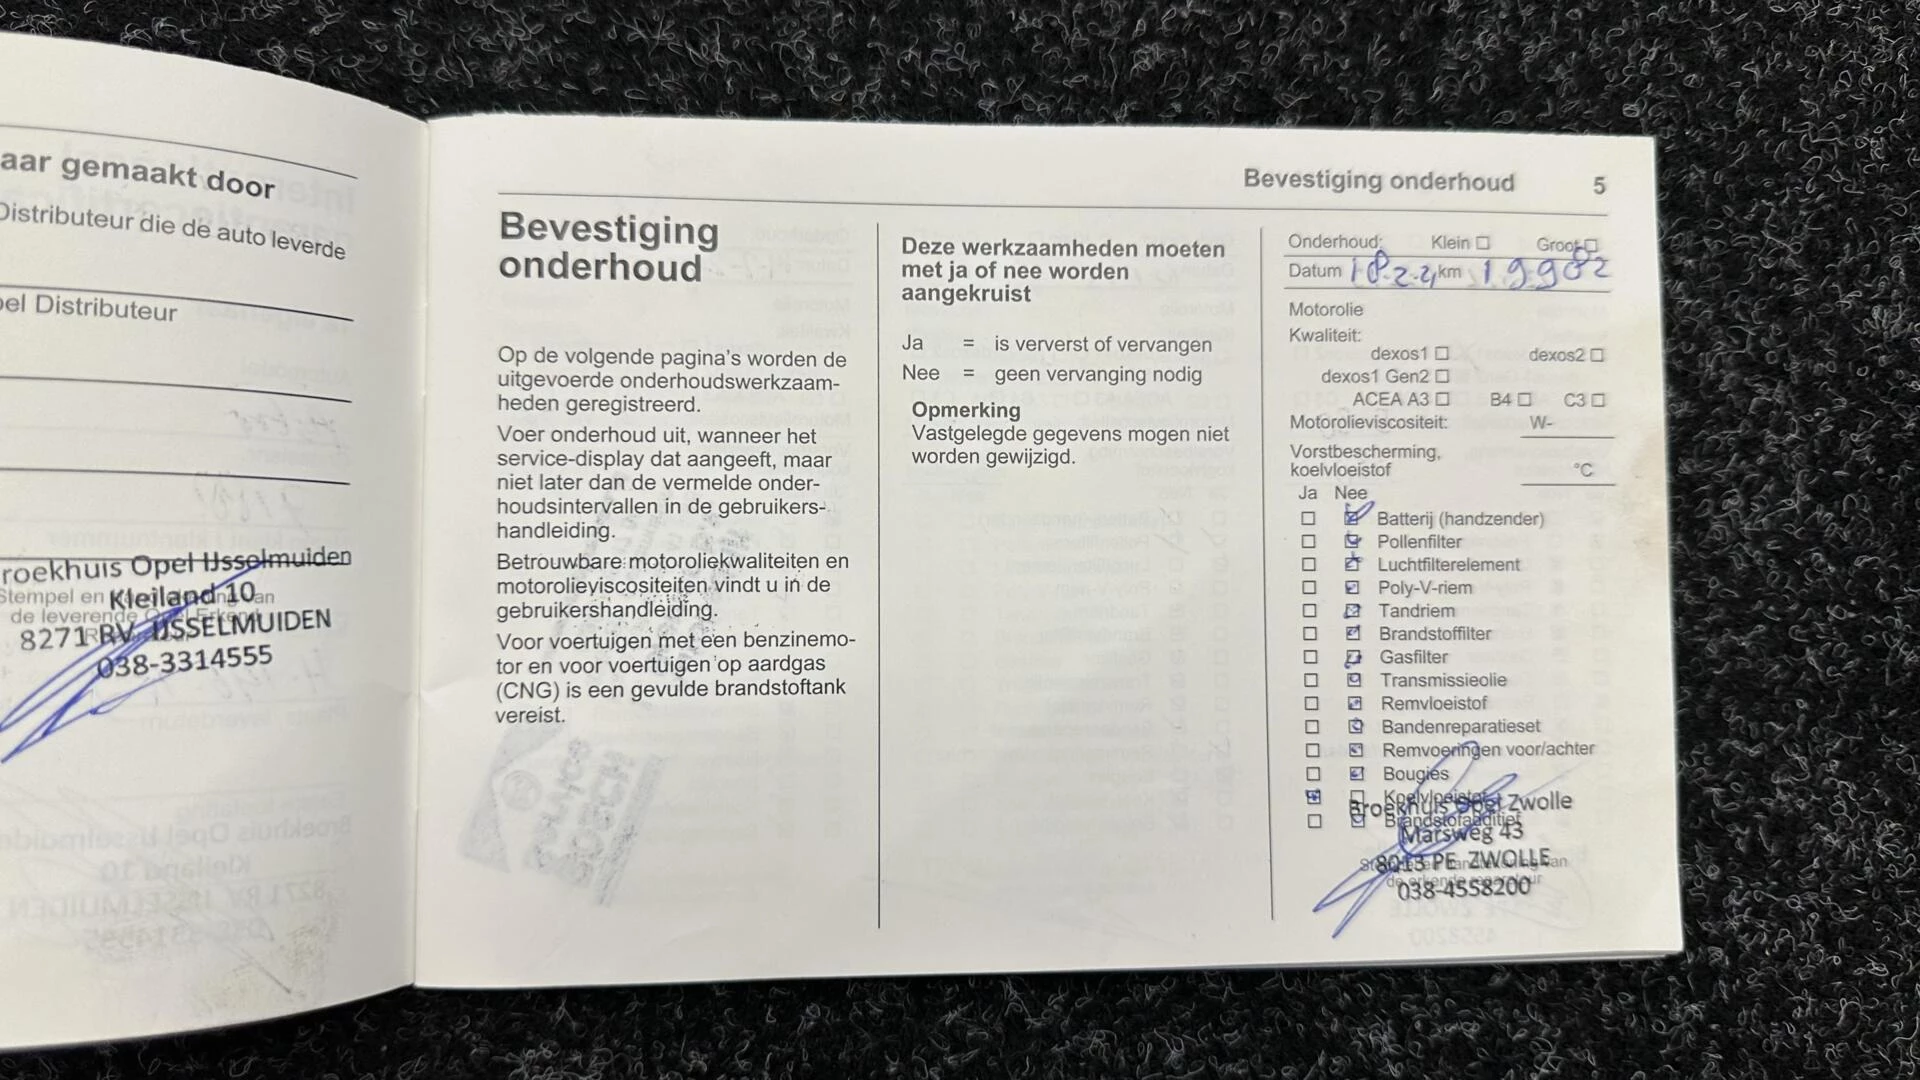 aar gemaakt door
Distributeur die de auto leverde
pel Distributeur
roekhuis Opel IJsselmuiden
Stempel en
an
Kleiland 10
de leverende
8271 RV IJSSELMUIDEN
038-3314555
Bevestiging onderhoud 5
Bevestiging
onderhoud
Op de volgende pagina's worden de
uitgevoerde onderhoudswerkzaam-
heden geregistreerd.
Voer onderhoud uit, wanneer het
service-display dat aangeeft, maar
niet later dan de vermelde onder-
houdsintervallen in de gebruikers-
handleiding.
Betrouwbare motoroliekwaliteiten en
motorolieviscositeiten vindt u in de
gebruikershandleiding.
Voor voertuigen met een benzinemo-
tor en voor voertuigen op aardgas
(CNG) is een gevulde brandstoftank
vereist.
Deze werkzaamheden moeten
met ja of nee worden
aangekruist
Ja = is ververst of vervangen
Nee = geen vervanging nodig
Opmerking
Vastgelegde gegevens mogen niet
worden gewijzigd.
Onderhoud: Klein Groot
Datum km 19902
Motorolie
Kwaliteit:
dexos1 dexos2
dexos1 Gen2
ACEA A3 B4 C3
Motorolieviscositeit: W-
Vorstbescherming,
koelvloeistof °C
Ja Nee
Batterij (handzender)
Pollenfilter
Luchtfilterelement
Poly-V-riem
Tandriem
Brandstoffilter
Gasfilter
Transmissieolie
Remvloeistof
Bandenreparatieset
Remvoeringen voor/achter
Bougies
Koelvloeistof
Broekhuis Opel Zwolle
Brandstofadditief
Marsweg 43
8013 PE ZWOLLE
038-4558200